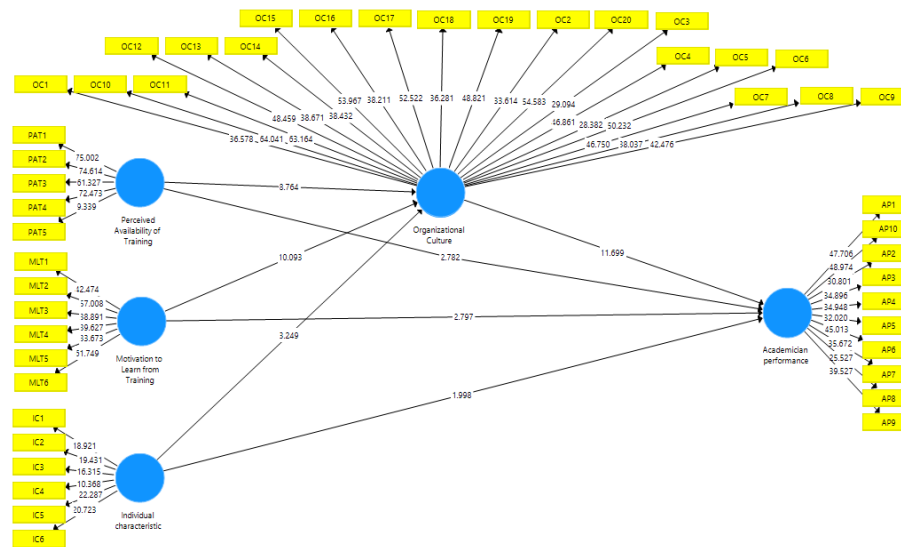 OC15
OC16
OC17
OC18
OC19
OC2
OC20
OC3
OC12
OC13
OC14
OC4
OC5
OC6
OC1
OC10
OC11
OC7
OC8
OC9
53.967
38.211
52.522
36.281
48.821
33.614
54.583
29.094
48.459
38.671
38.432
46.861
28.382
50.232
36.578
64.041
63.164
46.750
38.037
42.476
PAT1
PAT2
PAT3
PAT4
PAT5
75.002
74.614
61.327
72.473
9.339
Perceived
Availability of
Training
8.764
2.782
Organizational
Culture
11.699
MLT1
MLT2
MLT3
MLT4
MLT5
MLT6
42.474
57.008
38.891
39.627
33.673
51.749
Motivation to
Learn from
Training
10.093
2.797
3.249
1.998
IC1
IC2
IC3
IC4
IC5
IC6
18.921
19.431
16.315
10.368
22.287
20.723
Individual
characteristic
Academician
performance
47.706
48.974
30.801
34.896
34.948
32.020
45.013
35.672
25.527
39.527
AP1
AP10
AP2
AP3
AP4
AP5
AP6
AP7
AP8
AP9